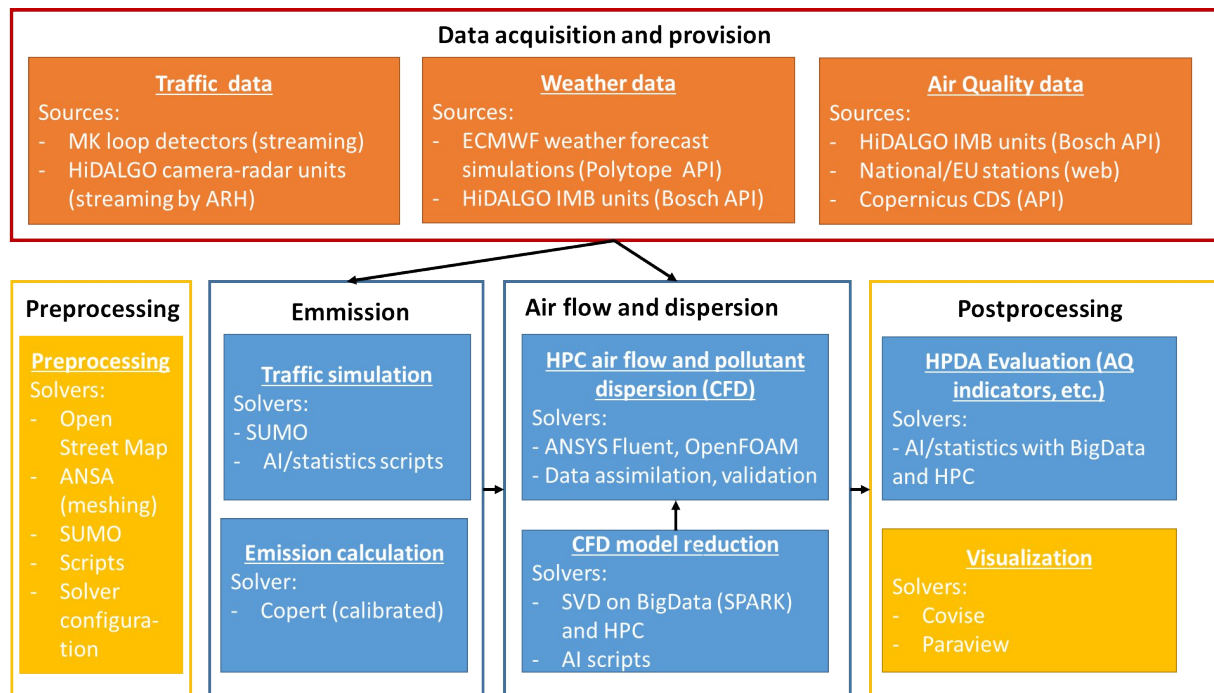 Data acquisition and provision
Traffic data
Sources:
- MK loop detectors (streaming)
- HiDALGO camera-radar units
(streaming by ARH)
Weather data
Sources:
- ECMWF weather forecast
simulations (Polytope API)
- HiDALGO IMB units (Bosch API)
Air Quality data
Sources:
- HiDALGO IMB units (Bosch API)
- National/EU stations (web)
- Copernicus CDS (API)
Preprocessing
Preprocessing
Solvers:
- Open
Street Map
- ANSA
(meshing)
- SUMO
- Scripts
- Solver
configura-
tion
Emmission
Traffic simulation
Solvers:
- SUMO
- AI/statistics scripts
Emission calculation
Solver:
- Copert (calibrated)
Air flow and dispersion
HPC air flow and pollutant
dispersion (CFD)
Solvers:
- ANSYS Fluent, OpenFOAM
- Data assimilation, validation
CFD model reduction
Solvers:
- SVD on BigData (SPARK)
and HPC
- AI scripts
Postprocessing
HPDA Evaluation (AQ
indicators, etc.)
Solvers:
- AI/statistics with BigData
and HPC
Visualization
Solvers:
- Covise
- Paraview